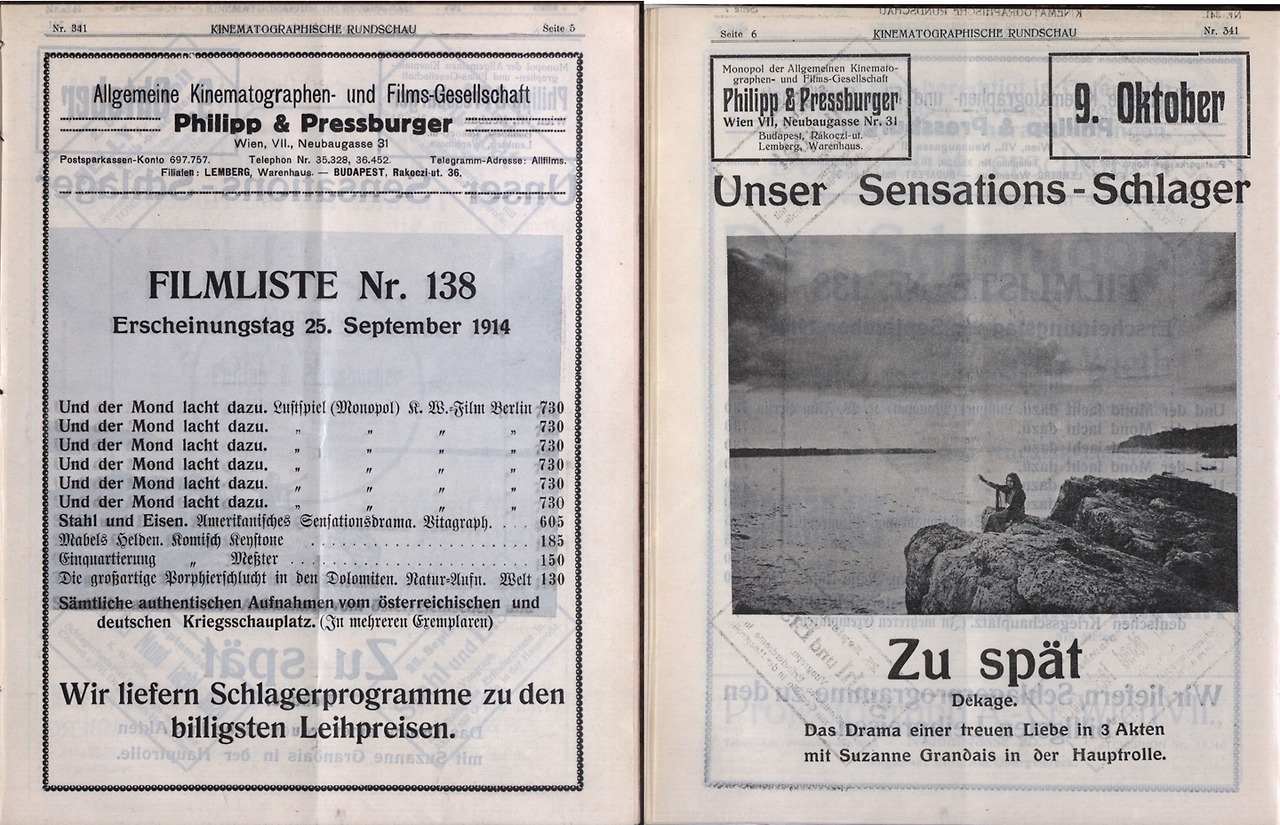 Nr. 341 KINEMATOGRAPHISCHE RUNDSCHAU Seite 5
Allgemeine Kinematographen- und Films-Gesellschaft
Philipp & Pressburger
Wien, VII., Neubaugasse 31
Postsparkassen-Konto 697.757. Telephon Nr. 35.328, 36.452. Telegramm-Adresse: Allfilms.
Filialen: LEMBERG, Warenhaus. — BUDAPEST, Rakoczi-ut. 36.
FILMLISTE Nr. 138
Erscheinungstag 25. September 1914
Und der Mond lacht dazu. Lustspiel (Monopol) K. W.=Film Berlin 730
Und der Mond lacht dazu. „ „ „ „ 730
Und der Mond lacht dazu. „ „ „ „ 730
Und der Mond lacht dazu. „ „ „ „ 730
Und der Mond lacht dazu. „ „ „ „ 730
Und der Mond lacht dazu. „ „ „ „ 730
Stahl und Eisen. Amerikanisches Sensationsdrama. Vitagraph. . . . 605
Mabels Helden. Komisch Keystone . . . . . . . . . . . . . . . . . . . . 185
Einquartierung „ Meßter . . . . . . . . . . . . . . . . . . . . . . 150
Die großartige Porphierschlucht in den Dolomiten. Natur=Aufn. Welt 130
Sämtliche authentischen Aufnahmen vom österreichischen und
deutschen Kriegsschauplatz. (In mehreren Exemplaren)
Wir liefern Schlagerprogramme zu den
billigsten Leihpreisen.
Seite 6 KINEMATOGRAPHISCHE RUNDSCHAU Nr. 341
Monopol der Allgemeinen Kinemato-
graphen- und Films-Gesellschaft
Philipp & Pressburger
Wien VII, Neubaugasse Nr. 31
Budapest, Rákoczi-ut.
Lemberg, Warenhaus.
9. Oktober
Unser Sensations-Schlager
Zu spät
Dekage.
Das Drama einer treuen Liebe in 3 Akten
mit Suzanne Grandais in der Hauptrolle.